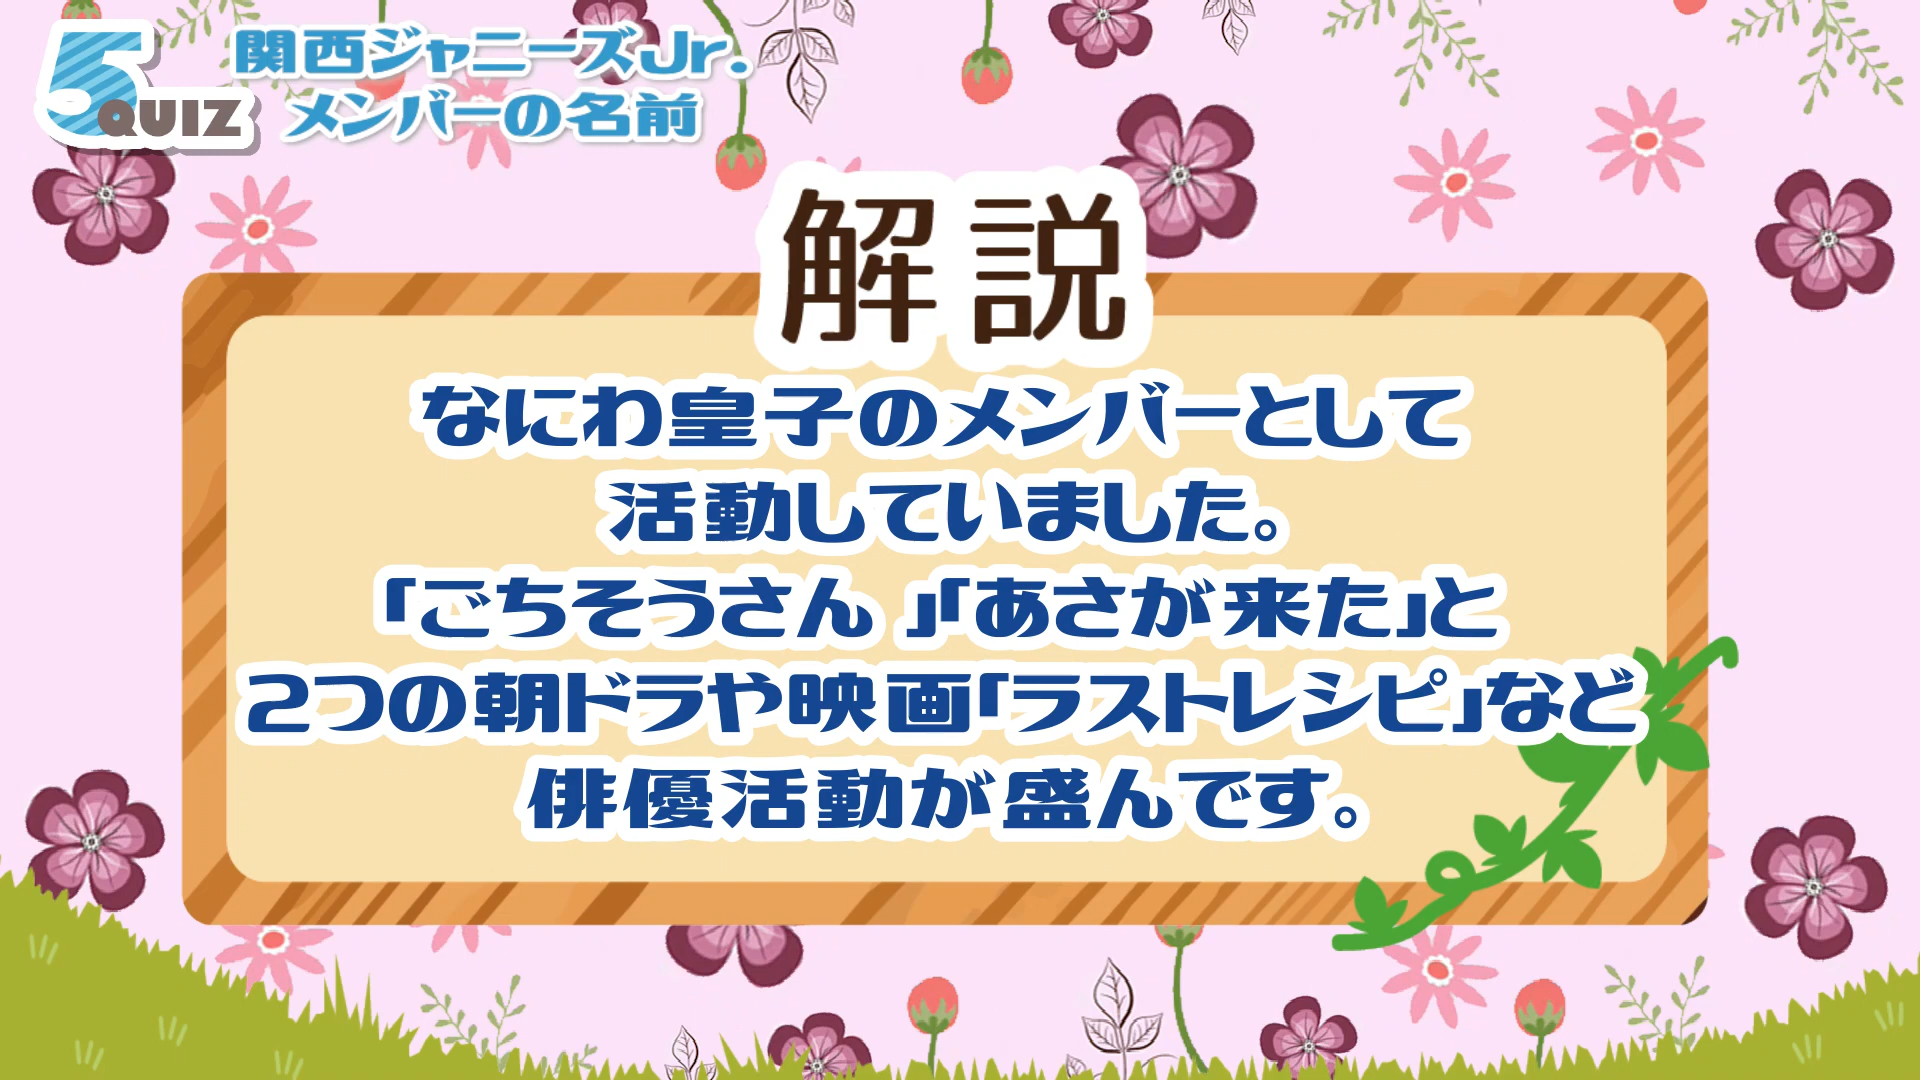 5 QUIZ
関西ジャニーズJr.
メンバーの名前
解説
なにわ皇子のメンバーとして
活動していました。
「ごちそうさん 」「あさが来た」と
2つの朝ドラや映画「ラストレシピ」など
俳優活動が盛んです。